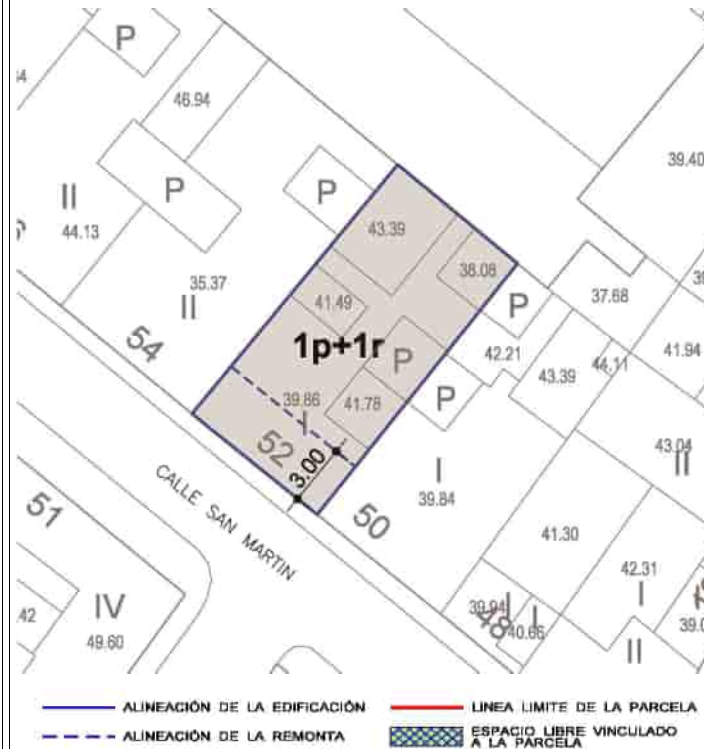 P
46.94
39.40
P
P
II
44.13
43.39
35.37
II
38.08
37.68
P
41.49
54
1p+1r
P
42.21
41.94
44.11
43.39
P
39.86
I
41.78
52
3.00
43.04
II
I
39.84
50
CALLE SAN MARTIN
51
41.30
42.31
I
IV
49.60
.42
39.94
I
I
48
40.66
39.0
II
ALINEACIÓN DE LA EDIFICACIÓN
LINEA LIMITE DE LA PARCELA
ALINEACIÓN DE LA REMONTA
ESPACIO LIBRE VINCULADO
A LA PARCELA